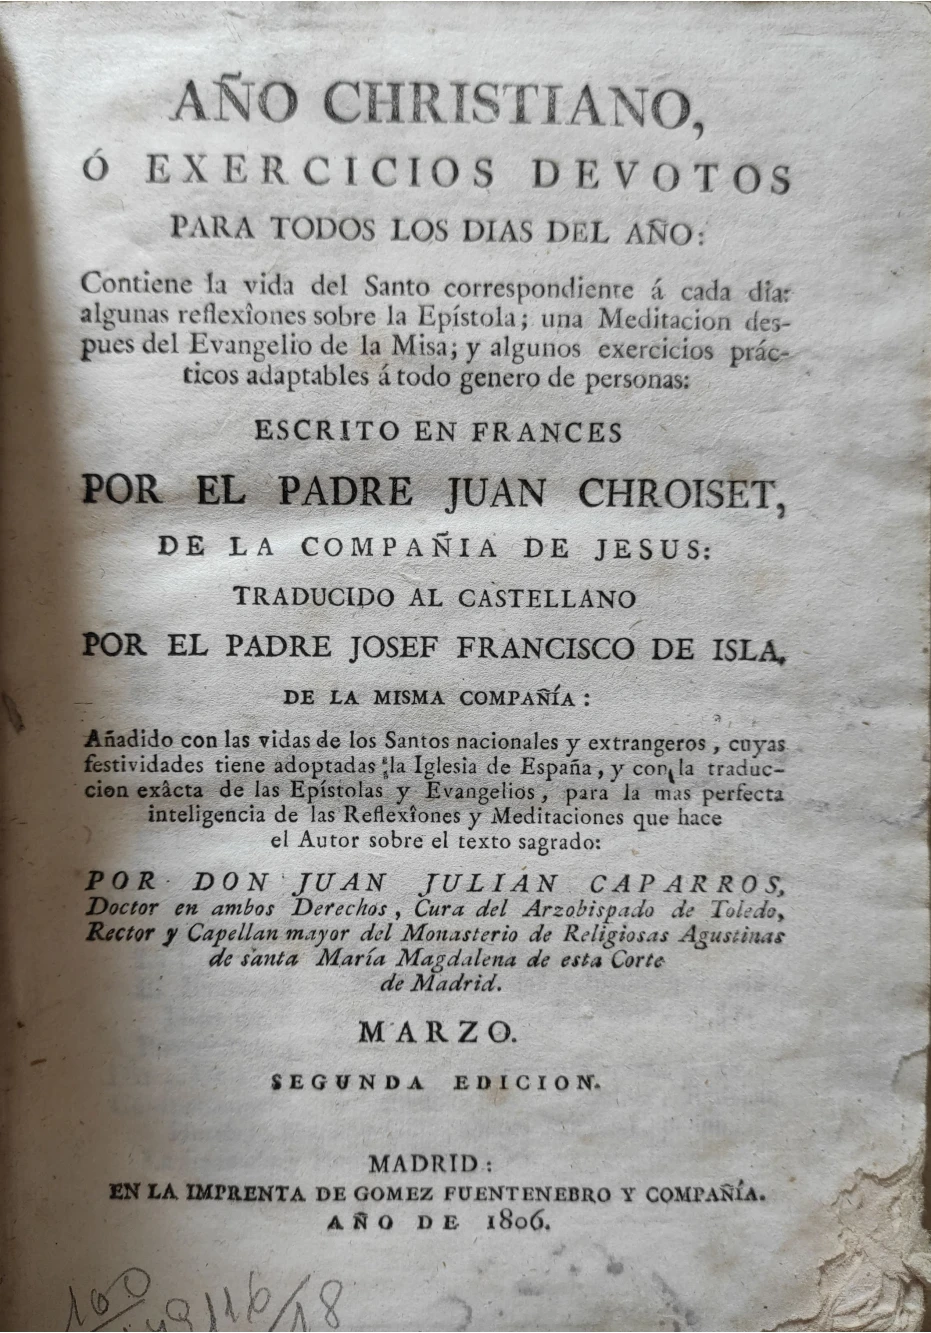 AÑO CHRISTIANO,
Ó EXERCICIOS DEVOTOS
PARA TODOS LOS DIAS DEL AÑO:
Contiene la vida del Santo correspondiente á cada dia:
algunas reflexîones sobre la Epístola; una Meditacion des-
pues del Evangelio de la Misa; y algunos exercicios prác-
ticos adaptables á todo genero de personas:
ESCRITO EN FRANCES
POR EL PADRE JUAN CHROISET,
DE LA COMPAÑIA DE JESUS:
TRADUCIDO AL CASTELLANO
POR EL PADRE JOSEF FRANCISCO DE ISLA,
DE LA MISMA COMPAÑÍA:
Añadido con las vidas de los Santos nacionales y extrangeros, cuyas
festividades tiene adoptadas la Iglesia de España, y con la traduc-
cion exâcta de las Epístolas y Evangelios, para la mas perfecta
inteligencia de las Reflexîones y Meditaciones que hace
el Autor sobre el texto sagrado:
POR DON JUAN JULIAN CAPARROS,
Doctor en ambos Derechos, Cura del Arzobispado de Toledo,
Rector y Capellan mayor del Monasterio de Religiosas Agustinas
de santa María Magdalena de esta Corte
de Madrid.
MARZO.
SEGUNDA EDICION.
MADRID:
EN LA IMPRENTA DE GOMEZ FUENTENEBRO Y COMPAÑÍA.
AÑO DE 1806.